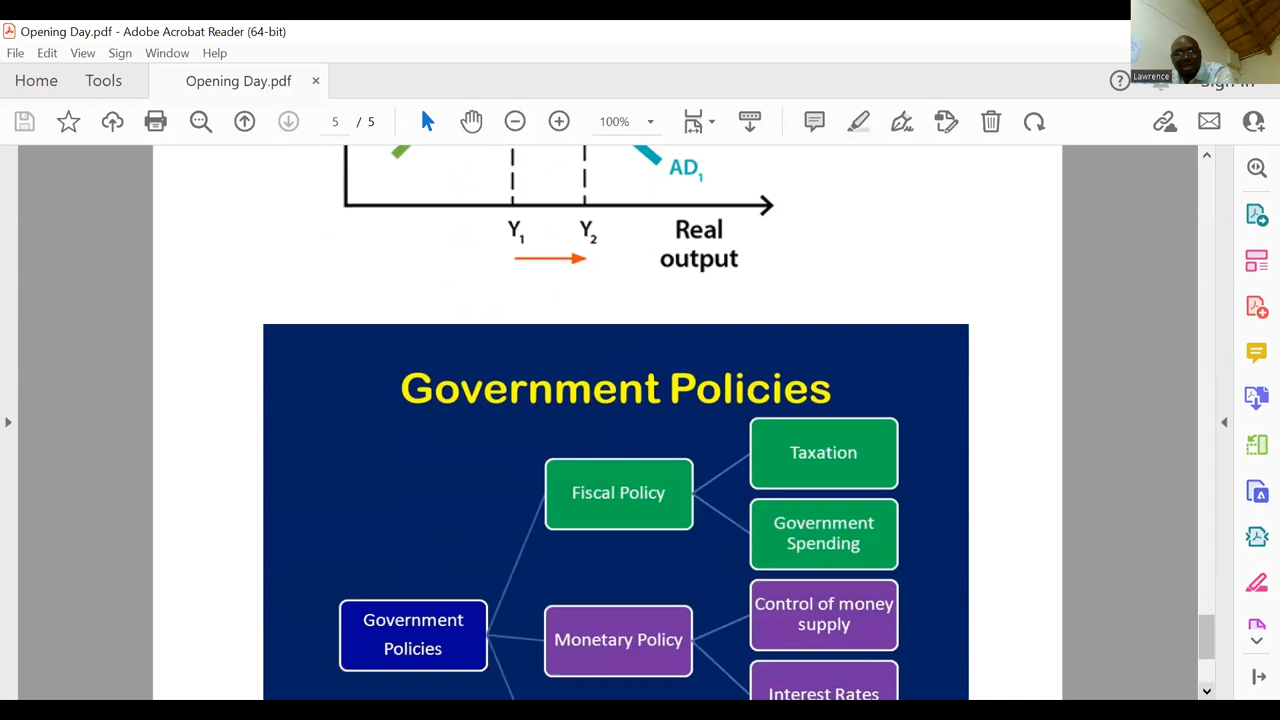 Opening Day.pdf - Adobe Acrobat Reader (64-bit)
File Edit View Sign Window Help
Home Tools Opening Day.pdf ×
5 / 5 100%
Lawrence
AD1
Y1 Y2 Real
output
Government Policies
Taxation
Fiscal Policy
Government
Spending
Control of money
supply
Government
Policies
Monetary Policy
Interest Rates